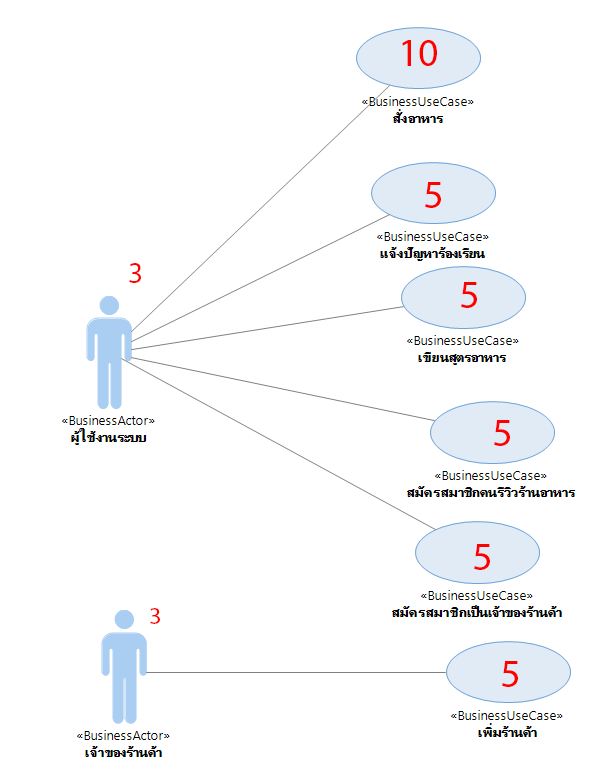 10
«BusinessUseCase»
สั่งอาหาร
5
«BusinessUseCase»
แจ้งปัญหาร้องเรียน
3
5
«BusinessUseCase»
เขียนสูตรอาหาร
«BusinessActor»
ผู้ใช้งานระบบ
5
«BusinessUseCase»
สมัครสมาชิกคนรีวิวร้านอาหาร
5
«BusinessUseCase»
สมัครสมาชิกเป็นเจ้าของร้านค้า
3
5
«BusinessUseCase»
เพิ่มร้านค้า
«BusinessActor»
เจ้าของร้านค้า